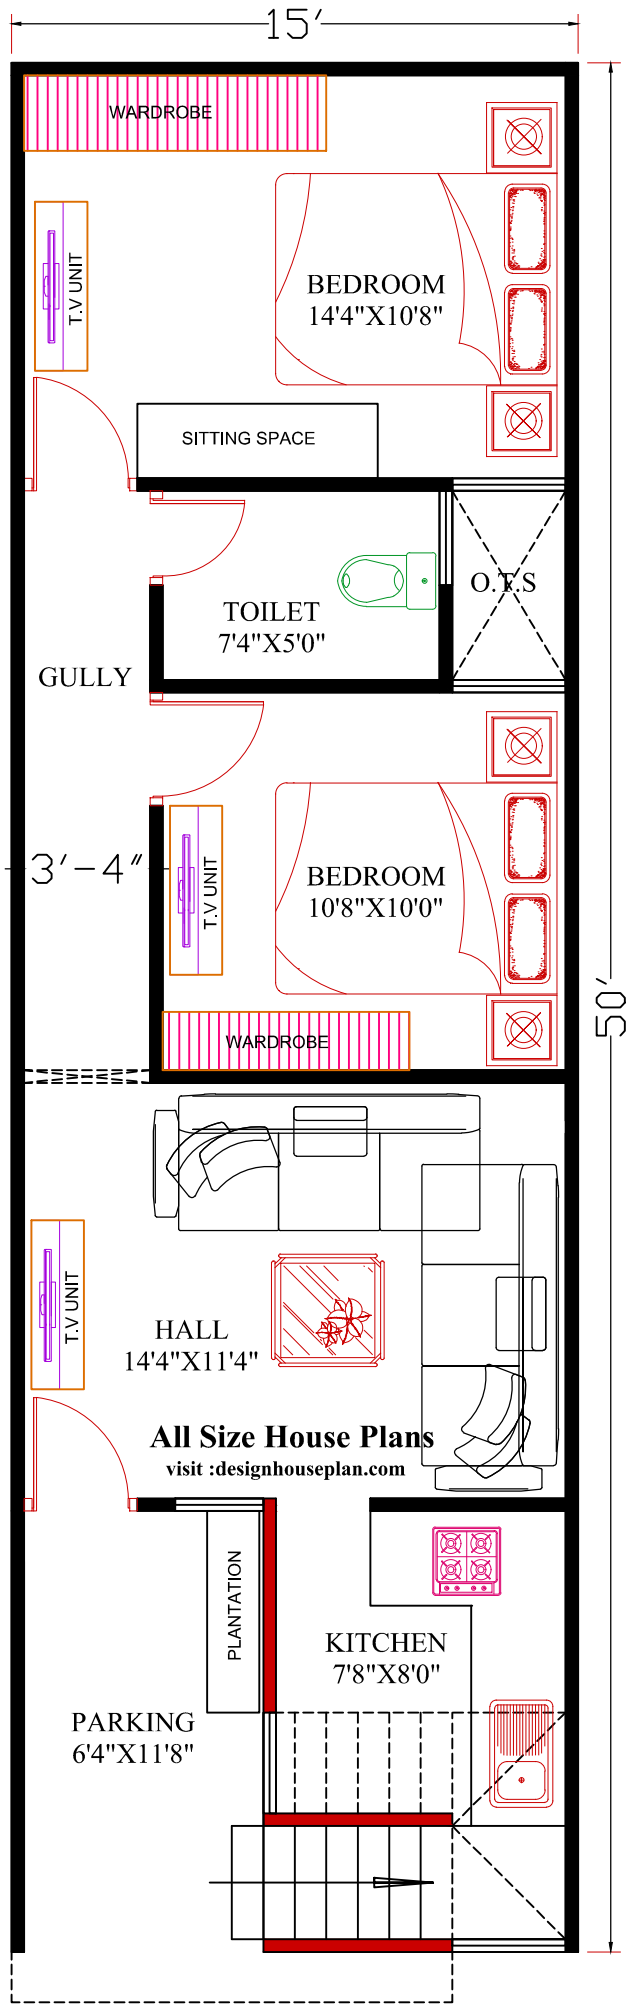 15'
WARDROBE
T.V UNIT
BEDROOM
14'4"X10'8"
SITTING SPACE
O.T.S
TOILET
7'4"X5'0"
GULLY
3'-4"
T.V UNIT
BEDROOM
10'8"X10'0"
50'
WARDROBE
T.V UNIT
HALL
14'4"X11'4"
All Size House Plans
visit :designhouseplan.com
PLANTATION
KITCHEN
7'8"X8'0"
PARKING
6'4"X11'8"